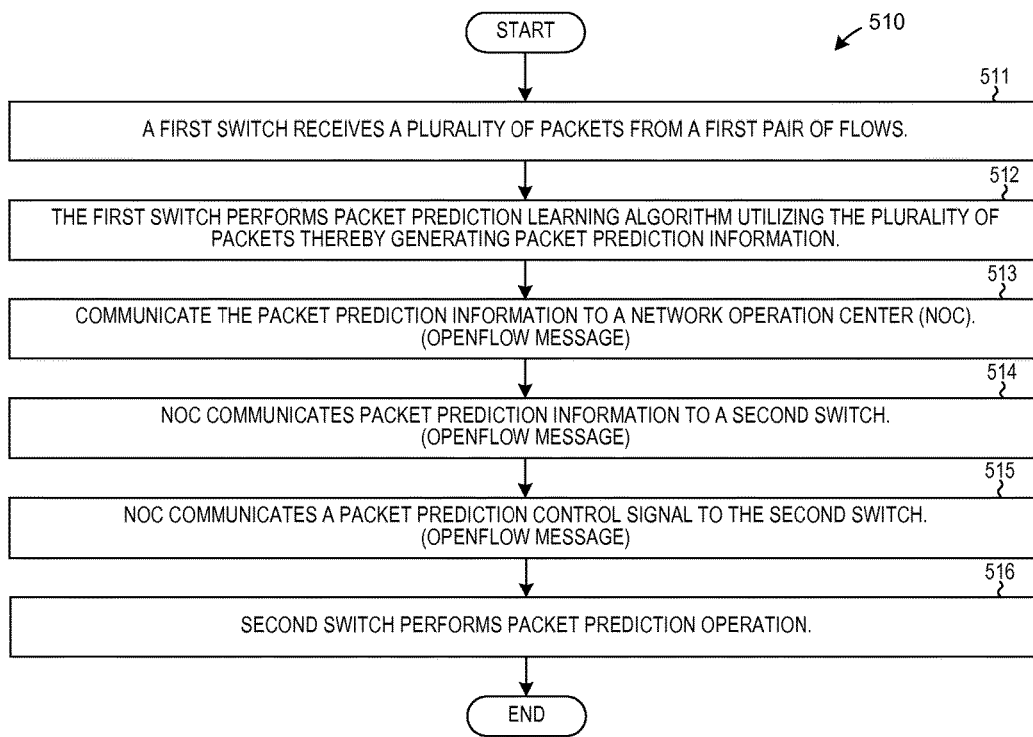 START
510
511
A FIRST SWITCH RECEIVES A PLURALITY OF PACKETS FROM A FIRST PAIR OF FLOWS.
512
THE FIRST SWITCH PERFORMS PACKET PREDICTION LEARNING ALGORITHM UTILIZING THE PLURALITY OF
PACKETS THEREBY GENERATING PACKET PREDICTION INFORMATION.
513
COMMUNICATE THE PACKET PREDICTION INFORMATION TO A NETWORK OPERATION CENTER (NOC).
(OPENFLOW MESSAGE)
514
NOC COMMUNICATES PACKET PREDICTION INFORMATION TO A SECOND SWITCH.
(OPENFLOW MESSAGE)
515
NOC COMMUNICATES A PACKET PREDICTION CONTROL SIGNAL TO THE SECOND SWITCH.
(OPENFLOW MESSAGE)
516
SECOND SWITCH PERFORMS PACKET PREDICTION OPERATION.
END